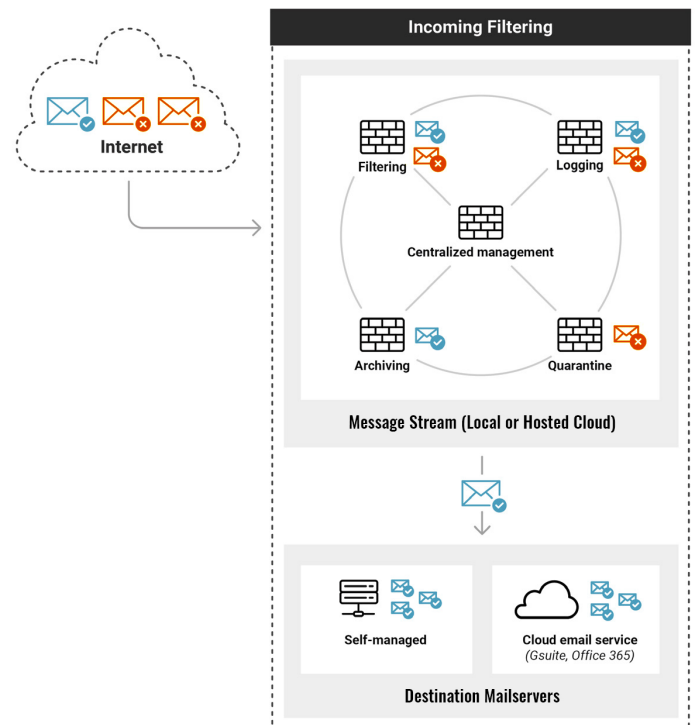 Incoming Filtering
Internet
Filtering
Logging
Centralized management
Archiving
Quarantine
Message Stream (Local or Hosted Cloud)
Self-managed
Cloud email service
(Gsuite, Office 365)
Destination Mailservers